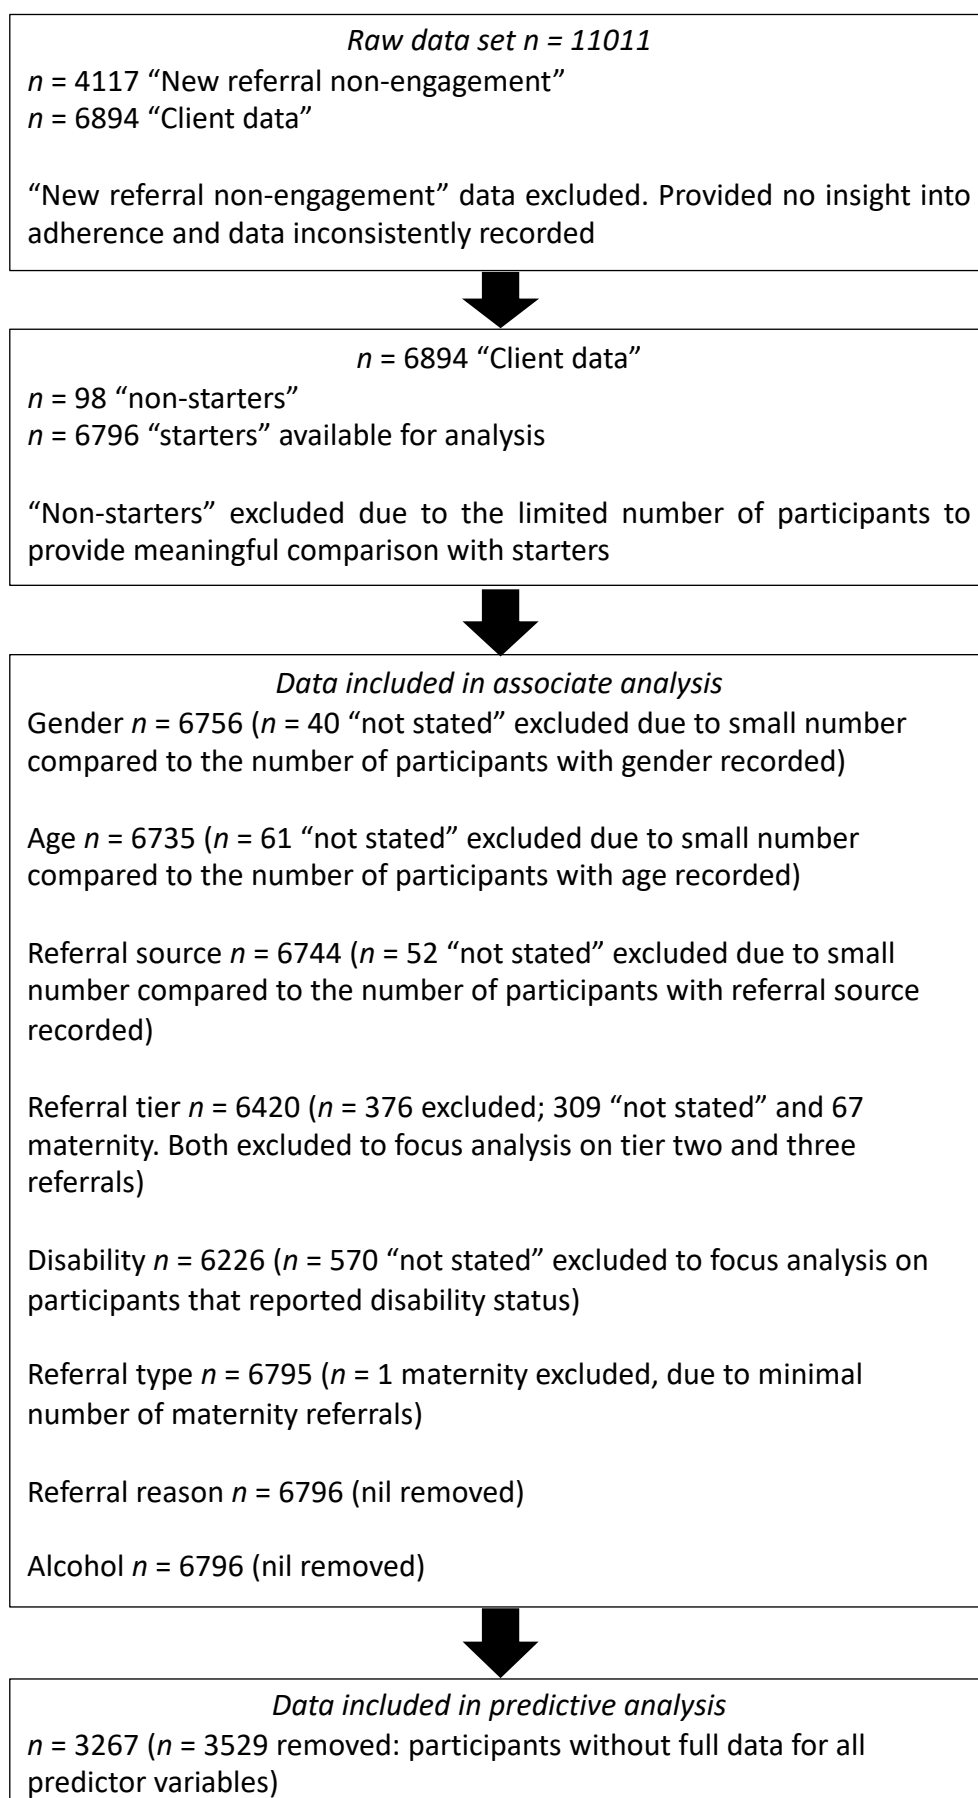 Raw data set n = 11011
n = 4117 “New referral non-engagement”
n = 6894 “Client data”
“New referral non-engagement” data excluded. Provided no insight into
adherence and data inconsistently recorded
n = 6894 “Client data”
n = 98 “non-starters”
n = 6796 “starters” available for analysis
“Non-starters” excluded due to the limited number of participants to
provide meaningful comparison with starters
Data included in associate analysis
Gender n = 6756 (n = 40 “not stated” excluded due to small number
compared to the number of participants with gender recorded)
Age n = 6735 (n = 61 “not stated” excluded due to small number
compared to the number of participants with age recorded)
Referral source n = 6744 (n = 52 “not stated” excluded due to small
number compared to the number of participants with referral source
recorded)
Referral tier n = 6420 (n = 376 excluded; 309 “not stated” and 67
maternity. Both excluded to focus analysis on tier two and three
referrals)
Disability n = 6226 (n = 570 “not stated” excluded to focus analysis on
participants that reported disability status)
Referral type n = 6795 (n = 1 maternity excluded, due to minimal
number of maternity referrals)
Referral reason n = 6796 (nil removed)
Alcohol n = 6796 (nil removed)
Data included in predictive analysis
n = 3267 (n = 3529 removed: participants without full data for all
predictor variables)